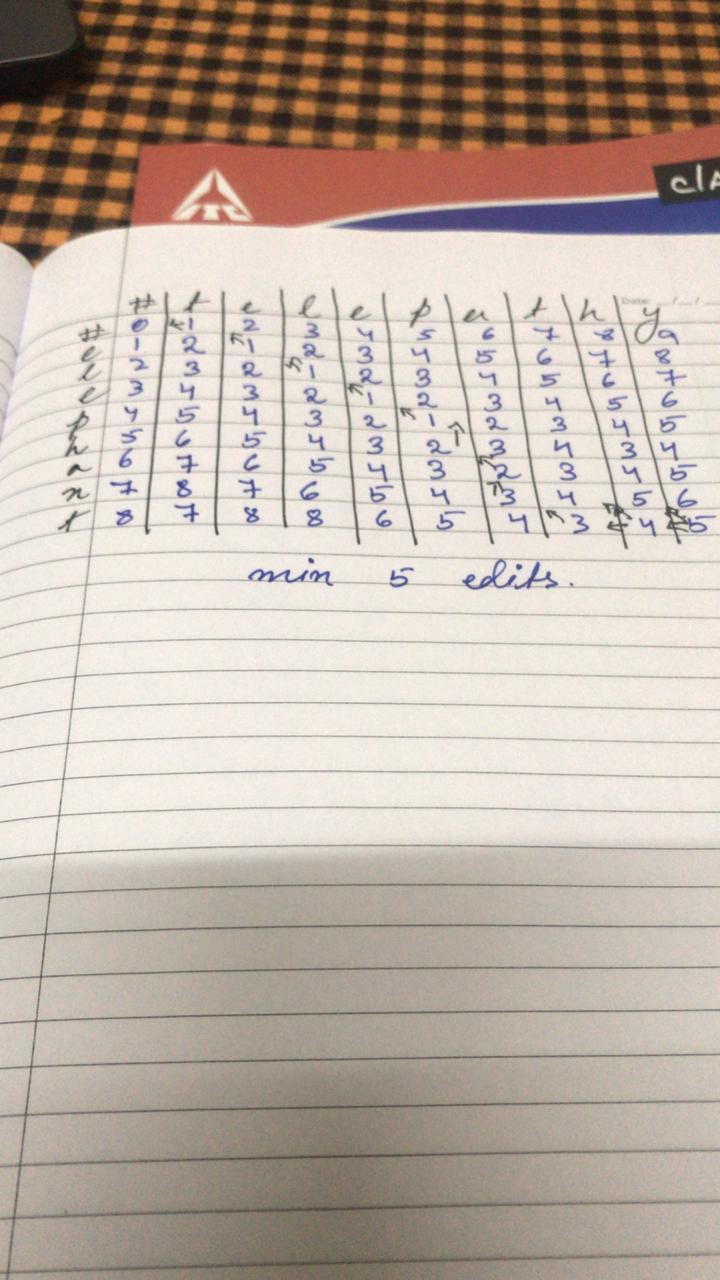 ITC
CLA
Date: __/__/__
# t e l e p a t h y
# 0 1 2 3 4 5 6 7 8 9
e 1 2 1 2 3 4 5 6 7 8
l 2 3 2 1 2 3 4 5 6 7
e 3 4 3 2 1 2 3 4 5 6
p 4 5 4 3 2 1 2 3 4 5
h 5 6 5 4 3 2 3 4 3 4
a 6 7 6 5 4 3 2 3 4 5
n 7 8 7 6 5 4 3 4 5 6
t 8 7 8 8 6 5 4 3 4 5
min 5 edits.